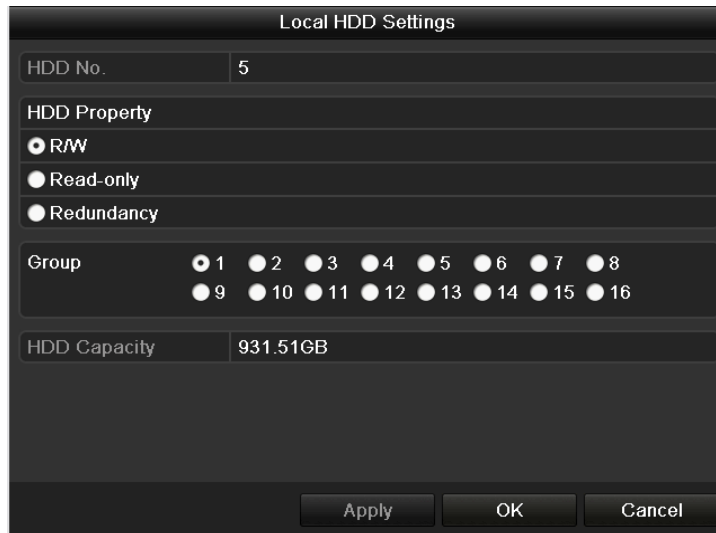 Local HDD Settings
HDD No. 5
HDD Property
R/W
Read-only
Redundancy
Group 1 2 3 4 5 6 7 8
9 10 11 12 13 14 15 16
HDD Capacity 931.51GB
Apply OK Cancel